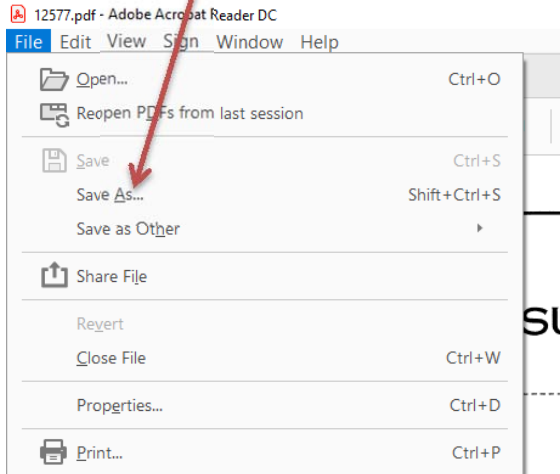 12577.pdf - Adobe Acrobat Reader DC
File Edit View Sign Window Help
Open... Ctrl+O
Reopen PDFs from last session
Save Ctrl+S
Save As... Shift+Ctrl+S
Save as Other
Share File
Revert
Close File Ctrl+W
Properties... Ctrl+D
Print... Ctrl+P